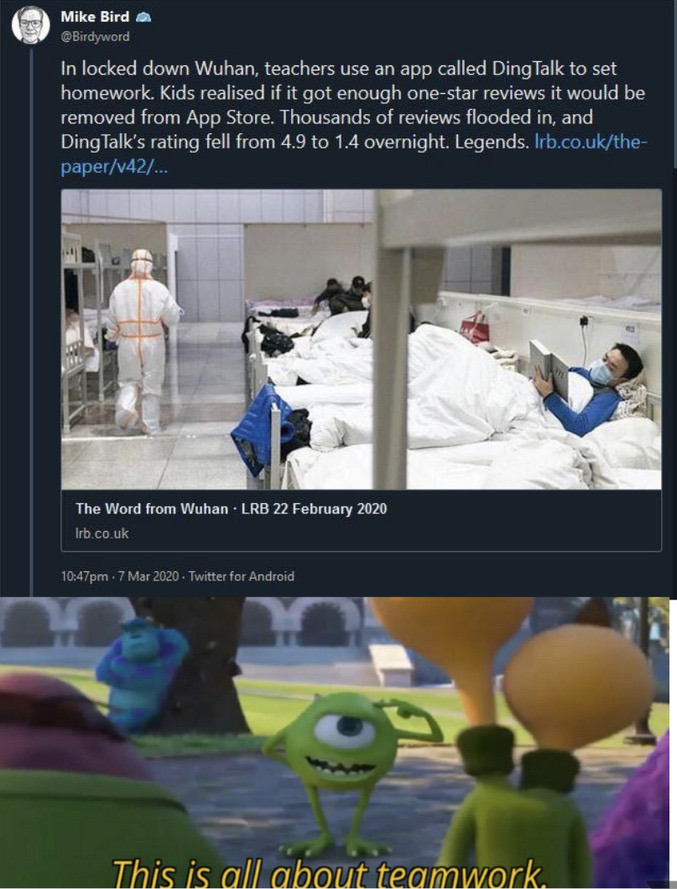 Mike Bird
@Birdyword
In locked down Wuhan, teachers use an app called DingTalk to set
homework. Kids realised if it got enough one-star reviews it would be
removed from App Store. Thousands of reviews flooded in, and
DingTalk's rating fell from 4.9 to 1.4 overnight. Legends. lrb.co.uk/the-
paper/v42/...
The Word from Wuhan · LRB 22 February 2020
lrb.co.uk
10:47pm · 7 Mar 2020 · Twitter for Android
This is all about teamwork.